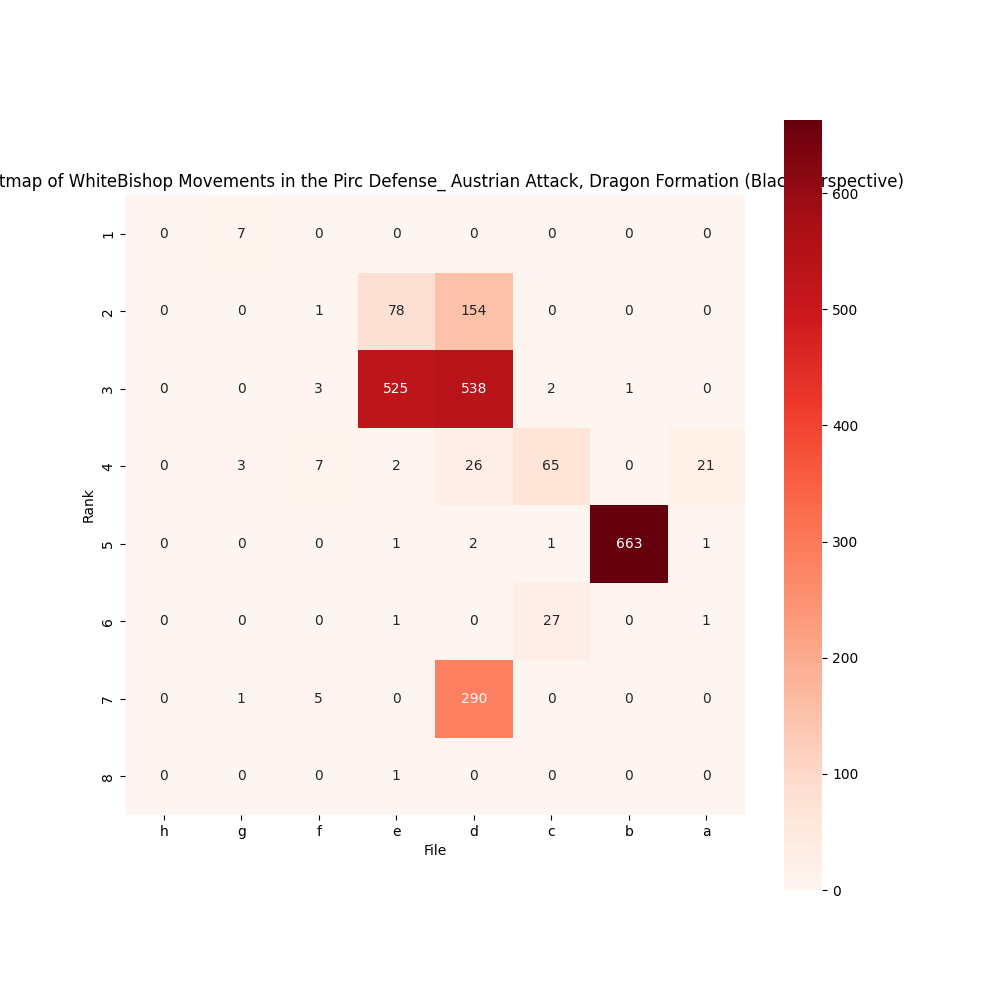 tmap of WhiteBishop Movements in the Pirc Defense_ Austrian Attack, Dragon Formation (Blac rspective)
600
1 0 7 0 0 0 0 0 0
2 0 0 1 78 154 0 0 0
500
3 0 0 3 525 538 2 1 0
400
4 0 3 7 2 26 65 0 21
Rank
5 0 0 0 1 2 1 663 1
300
6 0 0 0 1 0 27 0 1
200
7 0 1 5 0 290 0 0 0
100
8 0 0 0 1 0 0 0 0
h g f e d c b a
File
0